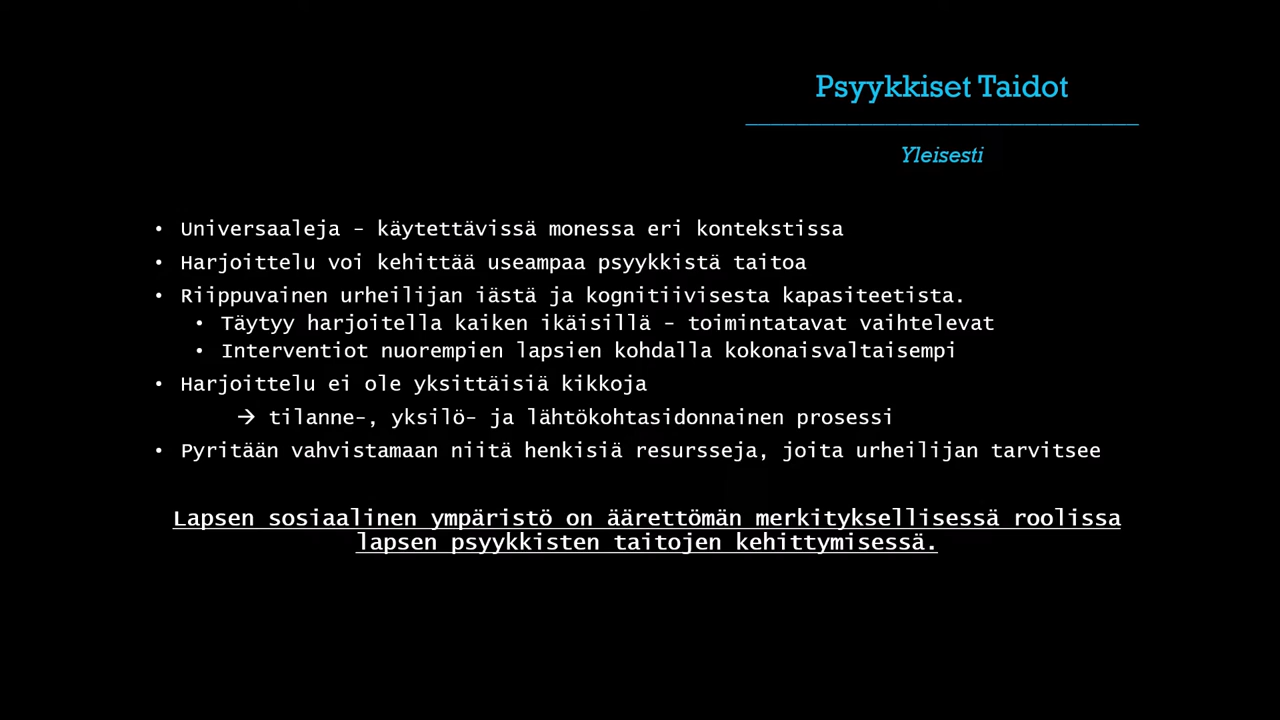 Psyykkiset Taidot
Yleisesti
• Universaaleja – käytettävissä monessa eri kontekstissa
• Harjoittelu voi kehittää useampaa psyykkistä taitoa
• Riippuvainen urheilijan iästä ja kognitiivisesta kapasiteetista.
• Täytyy harjoitella kaiken ikäisillä – toimintatavat vaihtelevat
• Interventiot nuorempien lapsien kohdalla kokonaisvaltaisempi
• Harjoittelu ei ole yksittäisiä kikkoja
→ tilanne-, yksilö- ja lähtökohtasidonnainen prosessi
• Pyritään vahvistamaan niitä henkisiä resursseja, joita urheilijan tarvitsee
Lapsen sosiaalinen ympäristö on äärettömän merkityksellisessä roolissa
lapsen psyykkisten taitojen kehittymisessä.